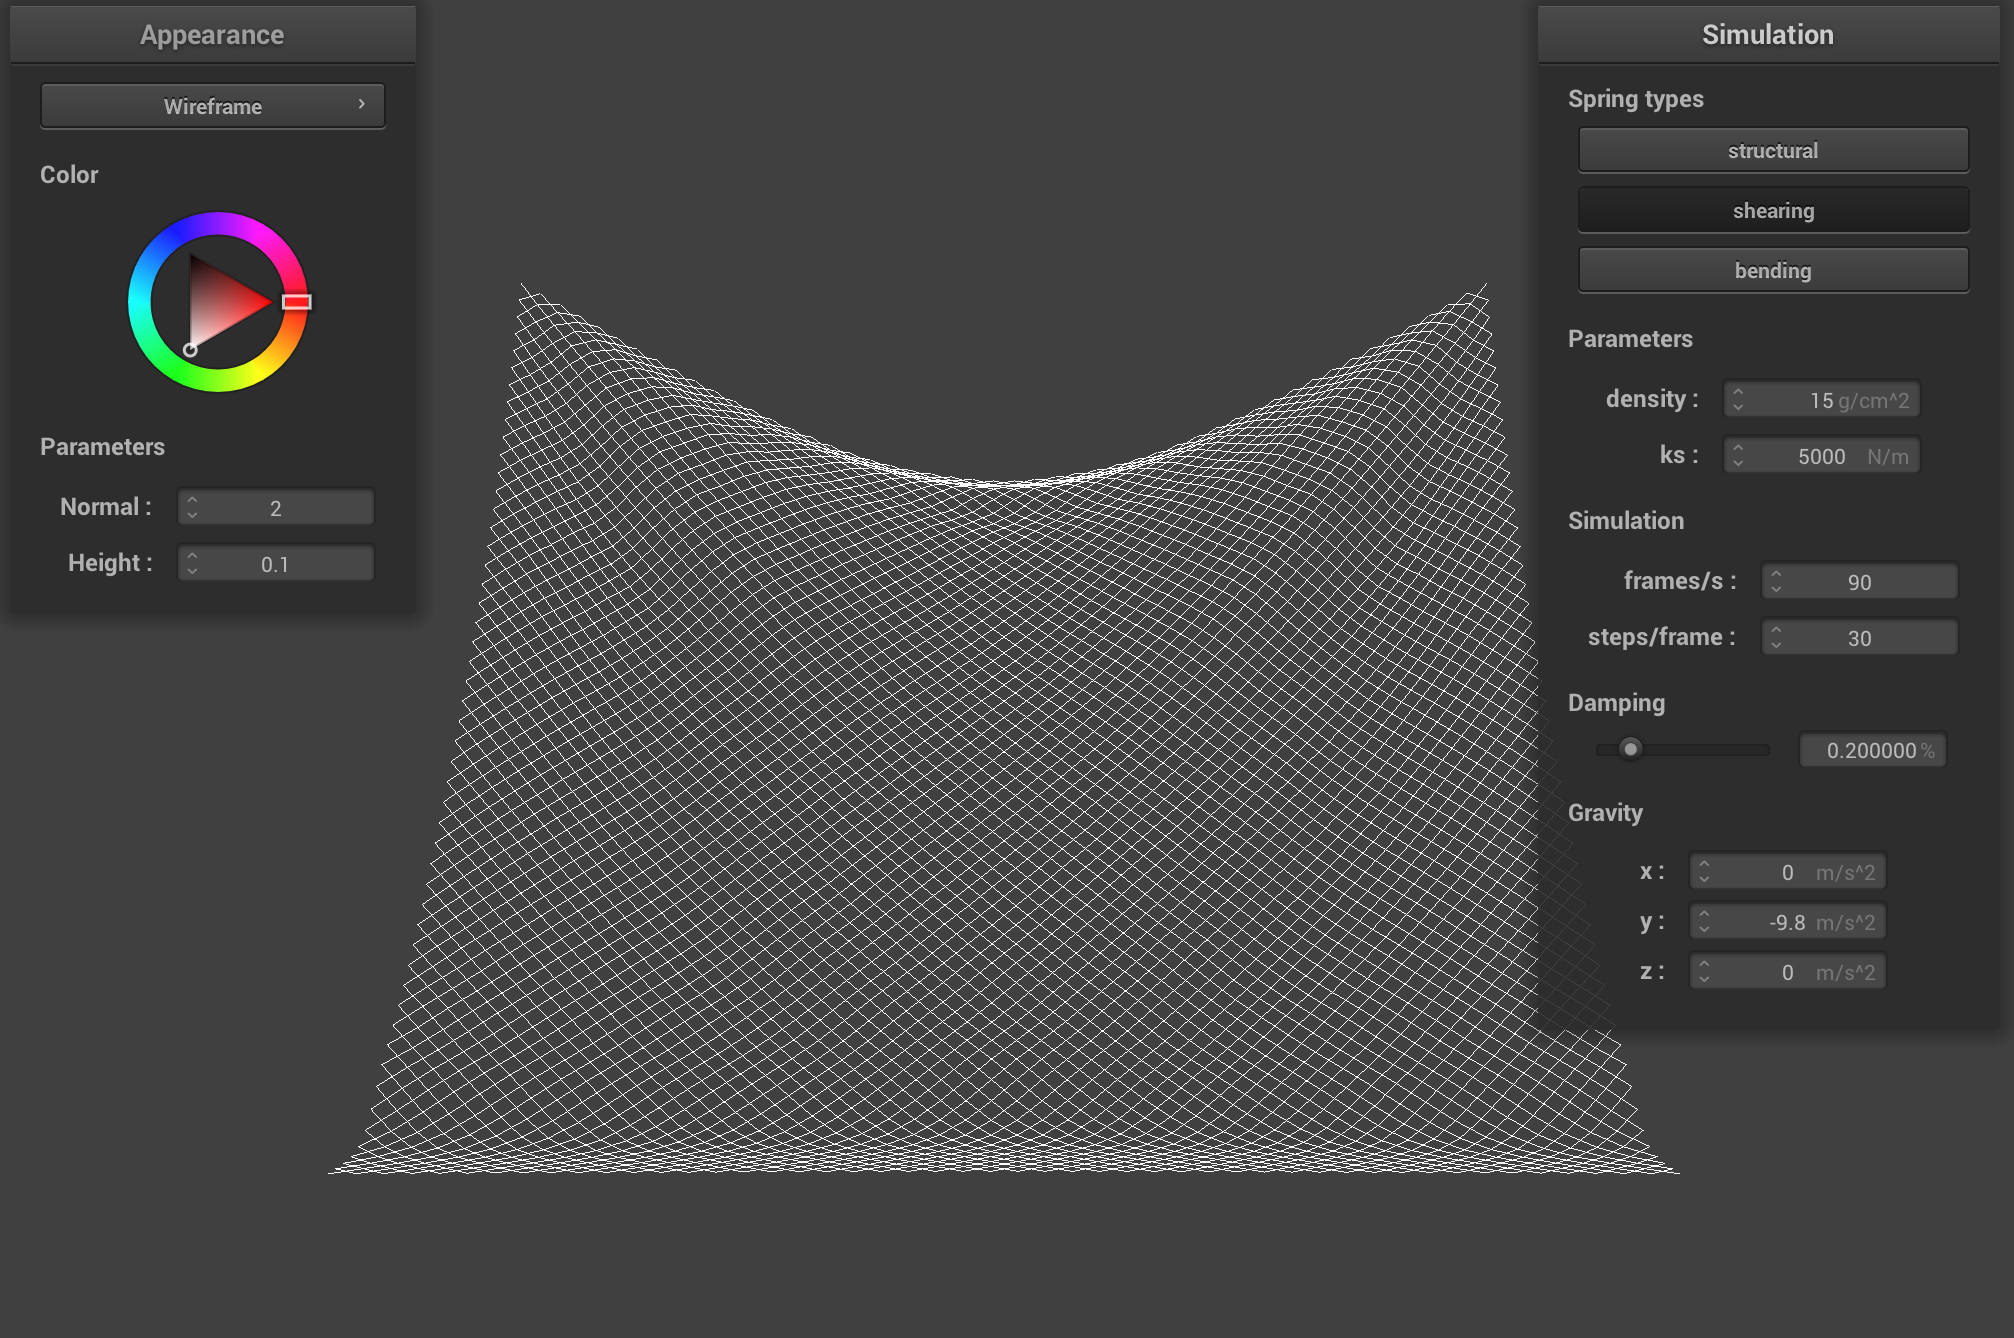 Appearance
Wireframe
Color
Parameters
Normal : 2
Height : 0.1
Simulation
Spring types
structural
shearing
bending
Parameters
density : 15 g/cm^2
ks : 5000 N/m
Simulation
frames/s : 90
steps/frame : 30
Damping
0.200000 %
Gravity
x : 0 m/s^2
y : -9.8 m/s^2
z : 0 m/s^2